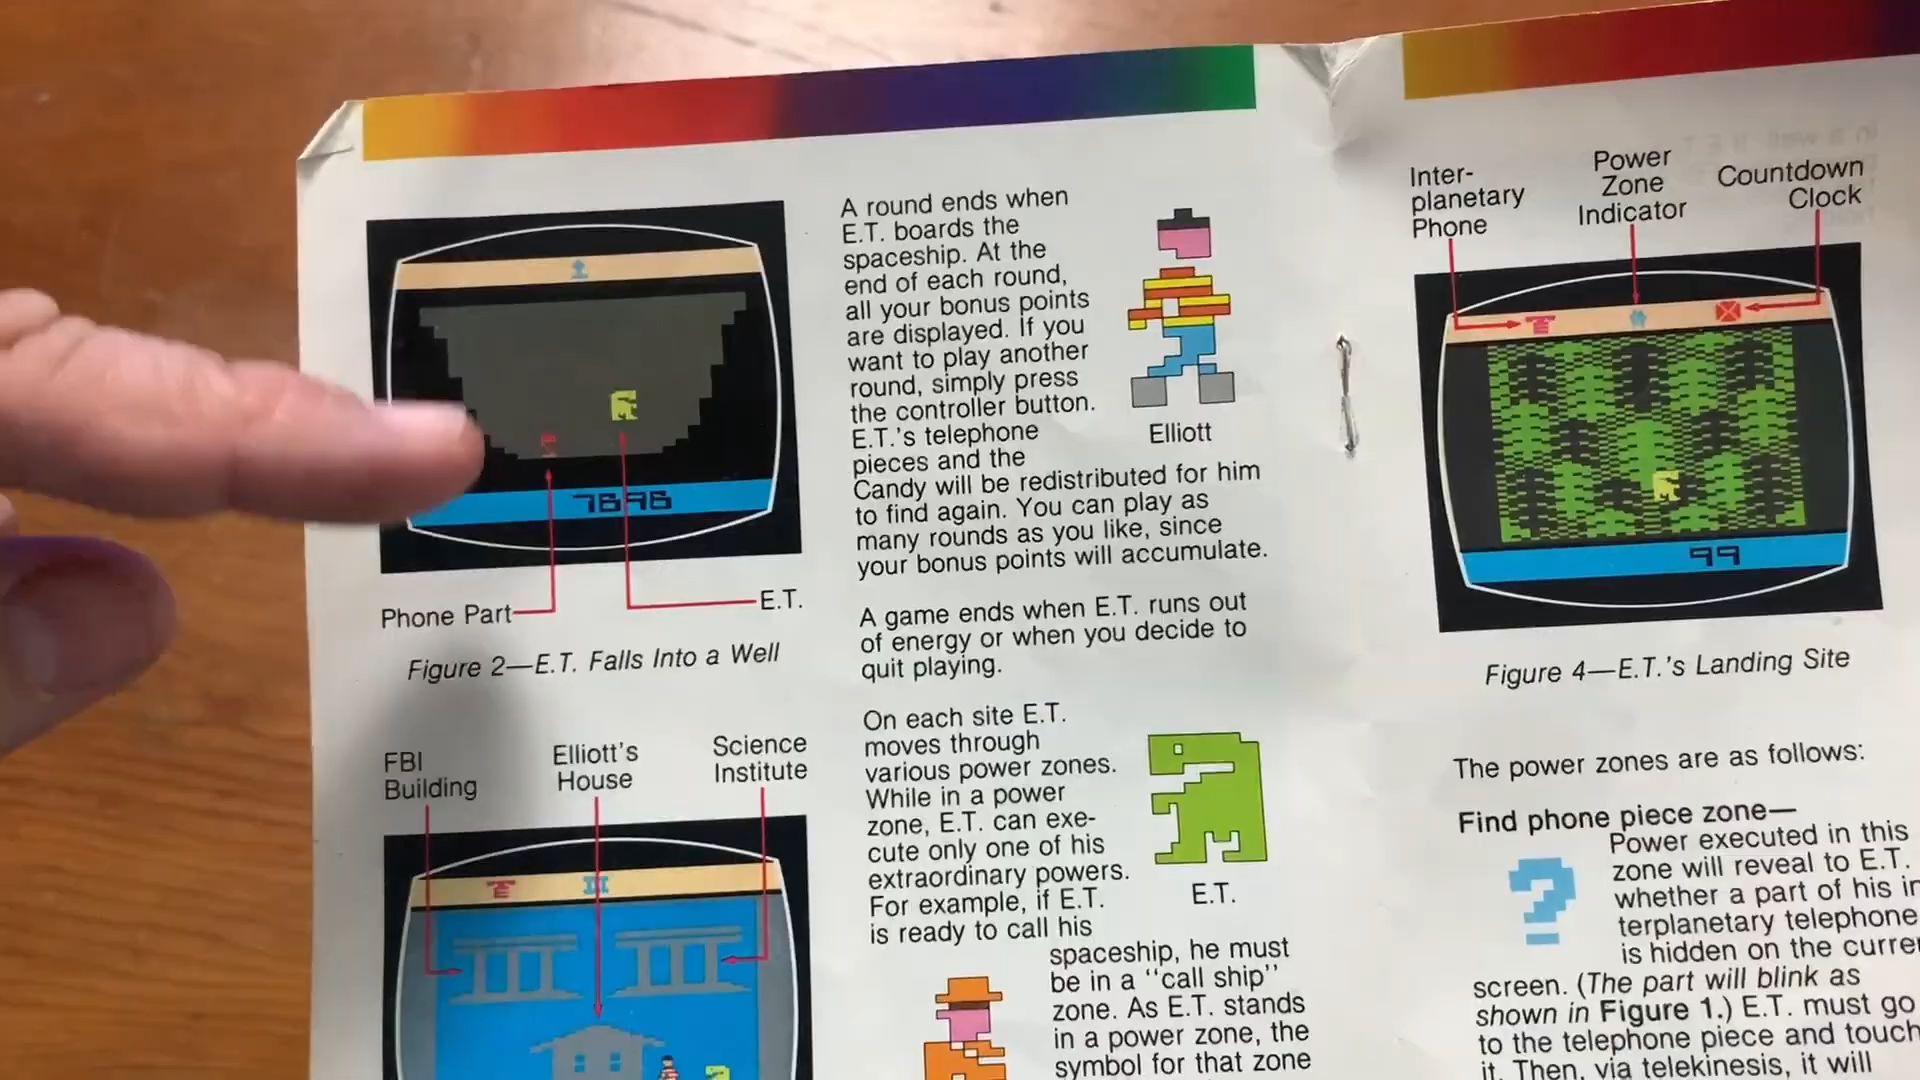 7696
Phone Part
E.T.
Figure 2—E.T. Falls Into a Well
FBI
Building
Elliott's
House
Science
Institute
A round ends when
E.T. boards the
spaceship. At the
end of each round,
all your bonus points
are displayed. If you
want to play another
round, simply press
the controller button.
E.T.'s telephone
pieces and the
Candy will be redistributed for him
to find again. You can play as
many rounds as you like, since
your bonus points will accumulate.
Elliott
A game ends when E.T. runs out
of energy or when you decide to
quit playing.
On each site E.T.
moves through
various power zones.
While in a power
zone, E.T. can exe-
cute only one of his
extraordinary powers.
For example, if E.T.
is ready to call his
spaceship, he must
be in a "call ship"
zone. As E.T. stands
in a power zone, the
symbol for that zone
E.T.
Inter-
planetary
Phone
Power
Zone
Indicator
Countdown
Clock
99
Figure 4—E.T.'s Landing Site
The power zones are as follows:
Find phone piece zone—
Power executed in this
zone will reveal to E.T.
whether a part of his in
terplanetary telephone
is hidden on the curre
screen. (The part will blink as
shown in Figure 1.) E.T. must go
to the telephone piece and touch
it. Then, via telekinesis, it will